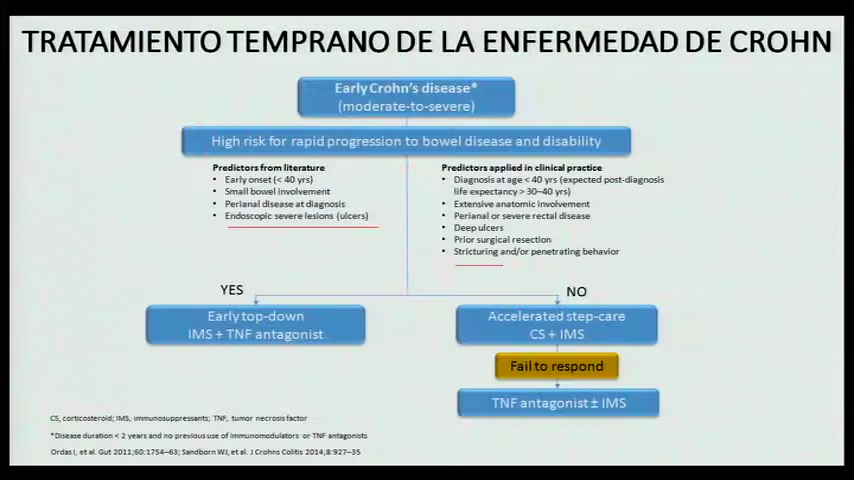 TRATAMIENTO TEMPRANO DE LA ENFERMEDAD DE CROHN
Early Crohn's disease*
(moderate-to-severe)
High risk for rapid progression to bowel disease and disability
Predictors from literature
• Early onset (< 40 yrs)
• Small bowel involvement
• Perianal disease at diagnosis
• Endoscopic severe lesions (ulcers)
Predictors applied in clinical practice
• Diagnosis at age < 40 yrs (expected post-diagnosis
life expectancy > 30–40 yrs)
• Extensive anatomic involvement
• Perianal or severe rectal disease
• Deep ulcers
• Prior surgical resection
• Stricturing and/or penetrating behavior
YES
NO
Early top-down
IMS + TNF antagonist
Accelerated step-care
CS + IMS
Fail to respond
TNF antagonist ± IMS
CS, corticosteroid; IMS, immunosuppressants; TNF, tumor necrosis factor
*Disease duration < 2 years and no previous use of immunomodulators or TNF antagonists
Ordas I, et al. Gut 2011;60:1754–63; Sandborn WJ, et al. J Crohns Colitis 2014;8:927–35